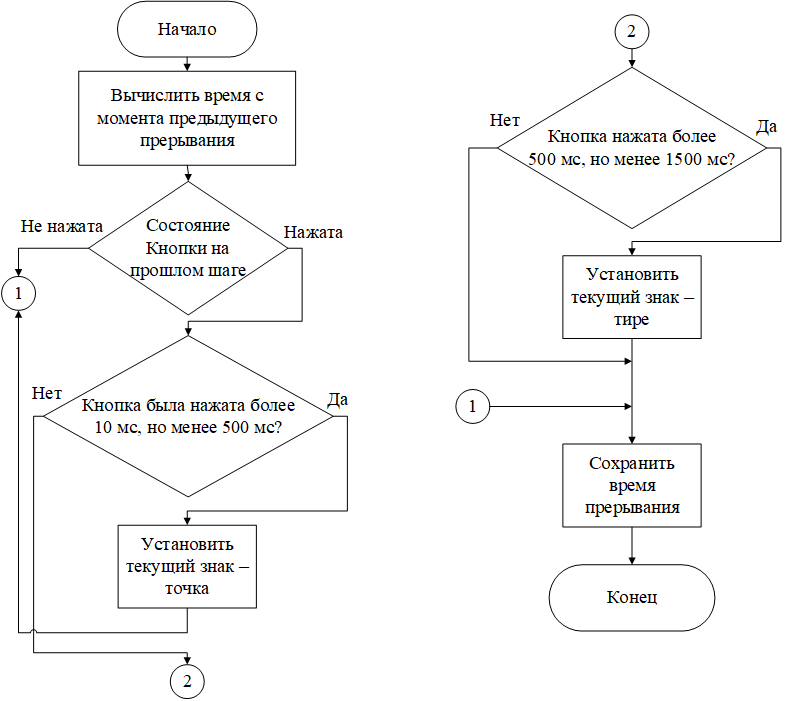 Начало
Вычислить время с
момента предыдущего
прерывания
Состояние
Кнопки на
прошлом шаге
Не нажата
Нажата
1
Кнопка была нажата более
10 мс, но менее 500 мс?
Нет
Да
Установить
текущий знак –
точка
2
2
Кнопка нажата более
500 мс, но менее 1500 мс?
Нет
Да
Установить
текущий знак –
тире
1
Сохранить
время
прерывания
Конец